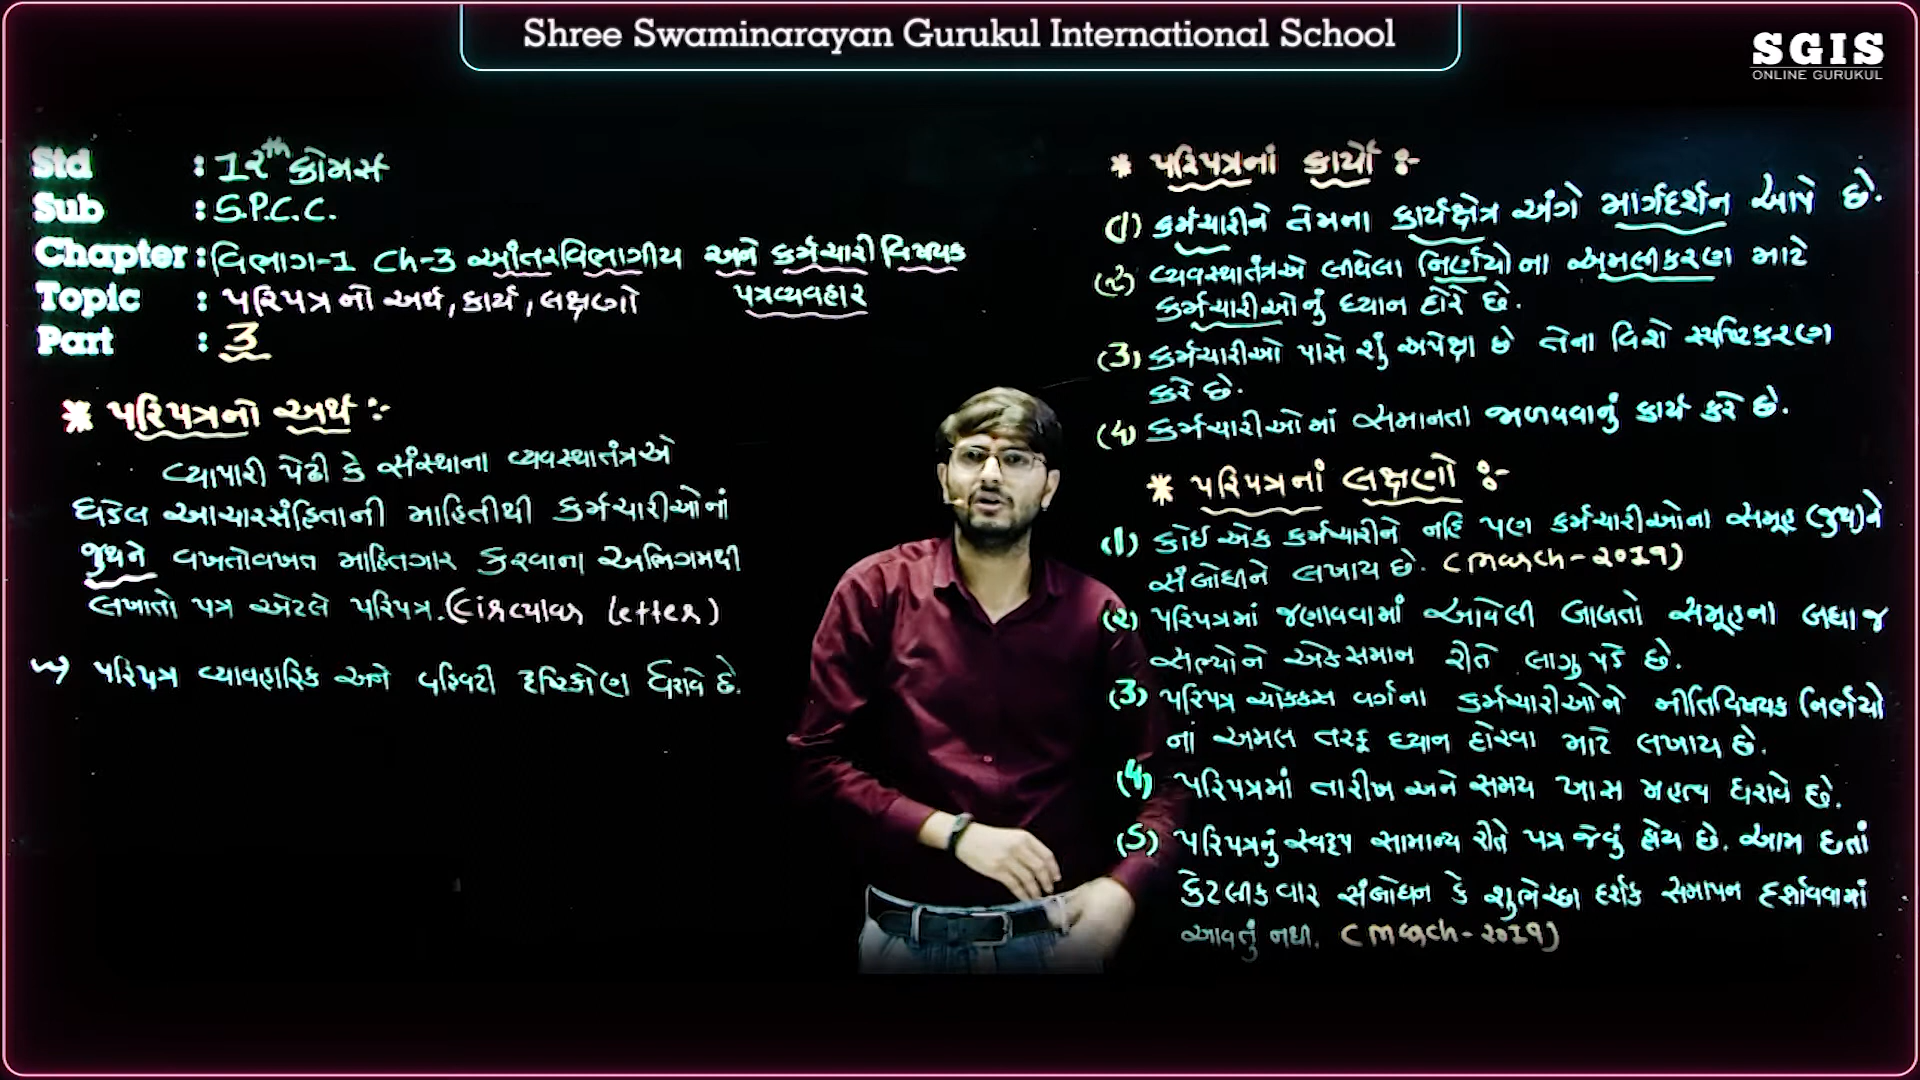 Shree Swaminarayan Gurukul International School
SGIS
ONLINE GURUKUL
Std : 12th કોમર્સ
Sub : S.P.C.C.
Chapter : વિભાગ-1 Ch-3 આંતરવિભાગીય અને કર્મચારી વિષયક
પત્રવ્યવહાર
Topic : પરિપત્રનો અર્થ, કાર્ય, લક્ષણો
Part : 3
* પરિપત્રનો અર્થ :-
વ્યાપારી પેઢી કે સંસ્થાના વ્યવસ્થાતંત્રએ
ઘડેલ આચારસંહિતાની માહિતીથી કર્મચારીઓનાં
જુથને વખતોવખત માહિતગાર કરવાના અભિગમથી
લખાતો પત્ર એટલે પરિપત્ર. (letter)
પરિપત્ર વ્યાવહારિક અને વહિવટી દૃષ્ટિકોણ ધરાવે છે.
* પરિપત્રનાં કાર્યો :-
(1) કર્મચારીને તેમના કાર્યક્ષેત્ર અંગે માર્ગદર્શન આપે છે.
(2) વ્યવસ્થાતંત્રએ લીધેલા નિર્ણયોના અમલીકરણ માટે
કર્મચારીઓનું ધ્યાન દોરે છે.
(3) કર્મચારીઓ પાસે શું અપેક્ષા છે તેના વિશે સ્પષ્ટિકરણ
કરે છે.
(4) કર્મચારીઓમાં સમાનતા જાળવવાનું કાર્ય કરે છે.
* પરિપત્રનાં લક્ષણો :-
(1) કોઈ એક કર્મચારીને નહિ પણ કર્મચારીઓના સમૂહ (જુથ)ને
સંબોધીને લખાય છે. (March-2019)
(2) પરિપત્રમાં જણાવવામાં આવેલી બાબતો સમૂહના બધા જ
સભ્યોને એકસમાન રીતે લાગુ પડે છે.
(3) પરિપત્ર ચોક્કસ વર્ગના કર્મચારીઓને નીતિવિષયક નિર્ણયો
નાં અમલ તરફ ધ્યાન દોરવા માટે લખાય છે.
(4) પરિપત્રમાં તારીખ અને સમય ખાસ મહત્વ ધરાવે છે.
(5) પરિપત્રનું સ્વરૂપ સામાન્ય રીતે પત્ર જેવું હોય છે. આમ છતાં
કેટલીકવાર સંબોધન કે શુભેચ્છા દર્શક સમાપન દર્શાવવામાં
આવતું નથી. (March-2019)